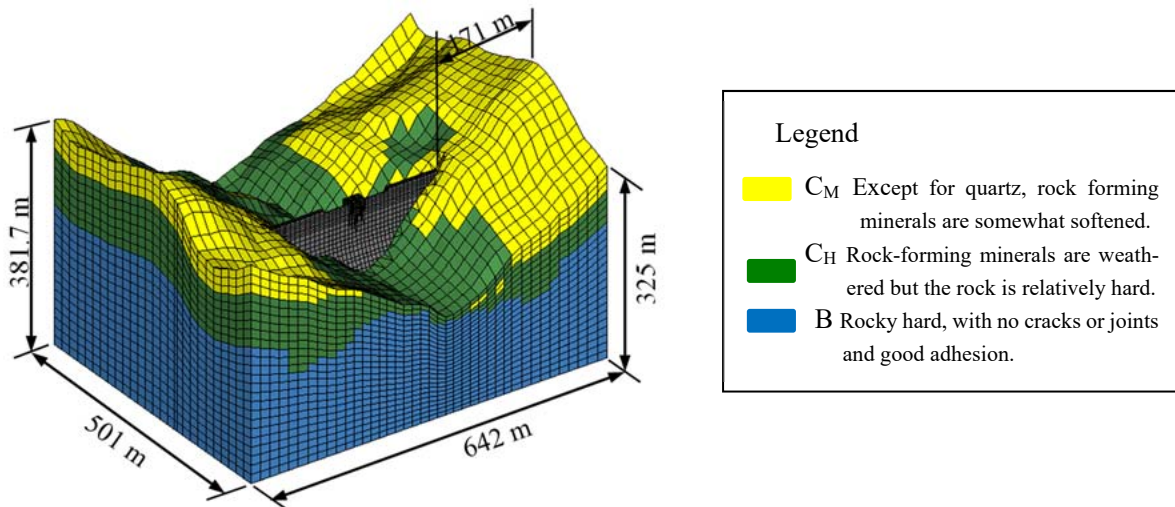 171 m
381.7 m
325 m
501 m
642 m
Legend
C_M Except for quartz, rock forming
minerals are somewhat softened.
C_H Rock-forming minerals are weath-
ered but the rock is relatively hard.
B Rocky hard, with no cracks or joints
and good adhesion.